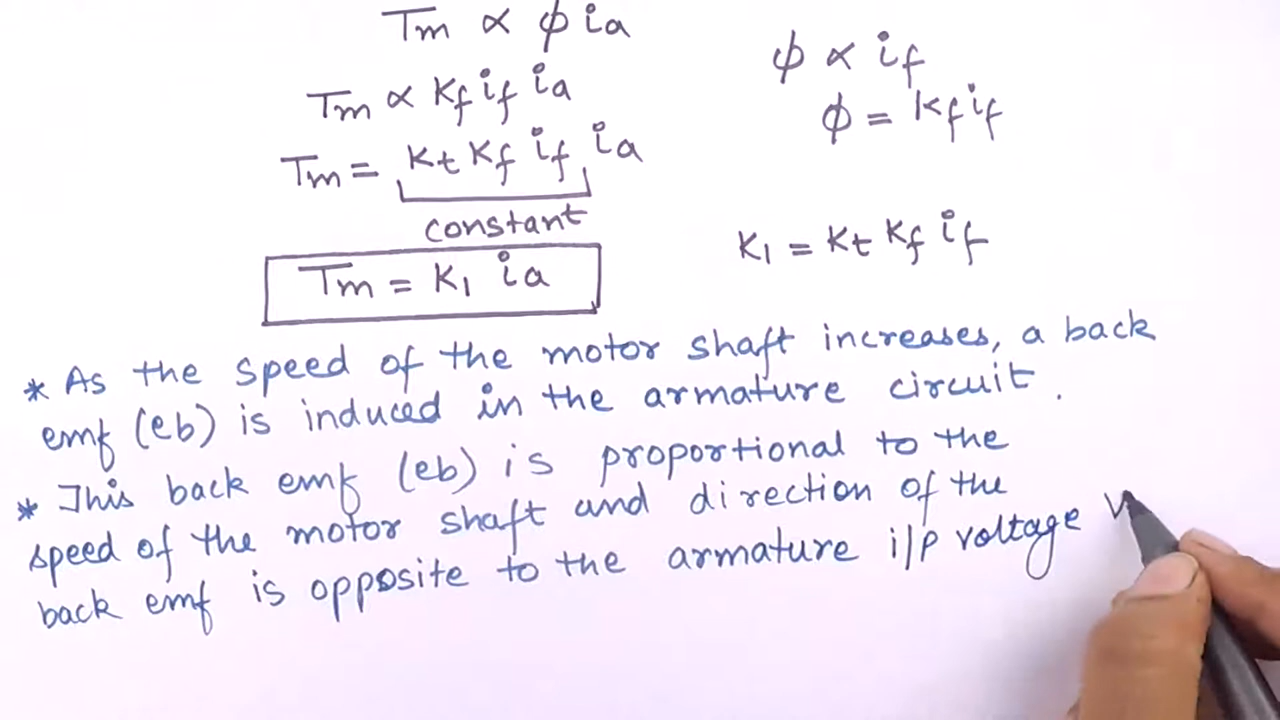 Tm ∝ ϕ ia
Tm ∝ Kf if ia
Tm = Kt Kf if ia
constant
Tm = K1 ia
ϕ ∝ if
ϕ = Kf if
K1 = Kt Kf if
* As the speed of the motor shaft increases, a back
emf (eb) is induced in the armature circuit.
* This back emf (eb) is proportional to the
speed of the motor shaft and direction of the
back emf is opposite to the armature i/p voltage V